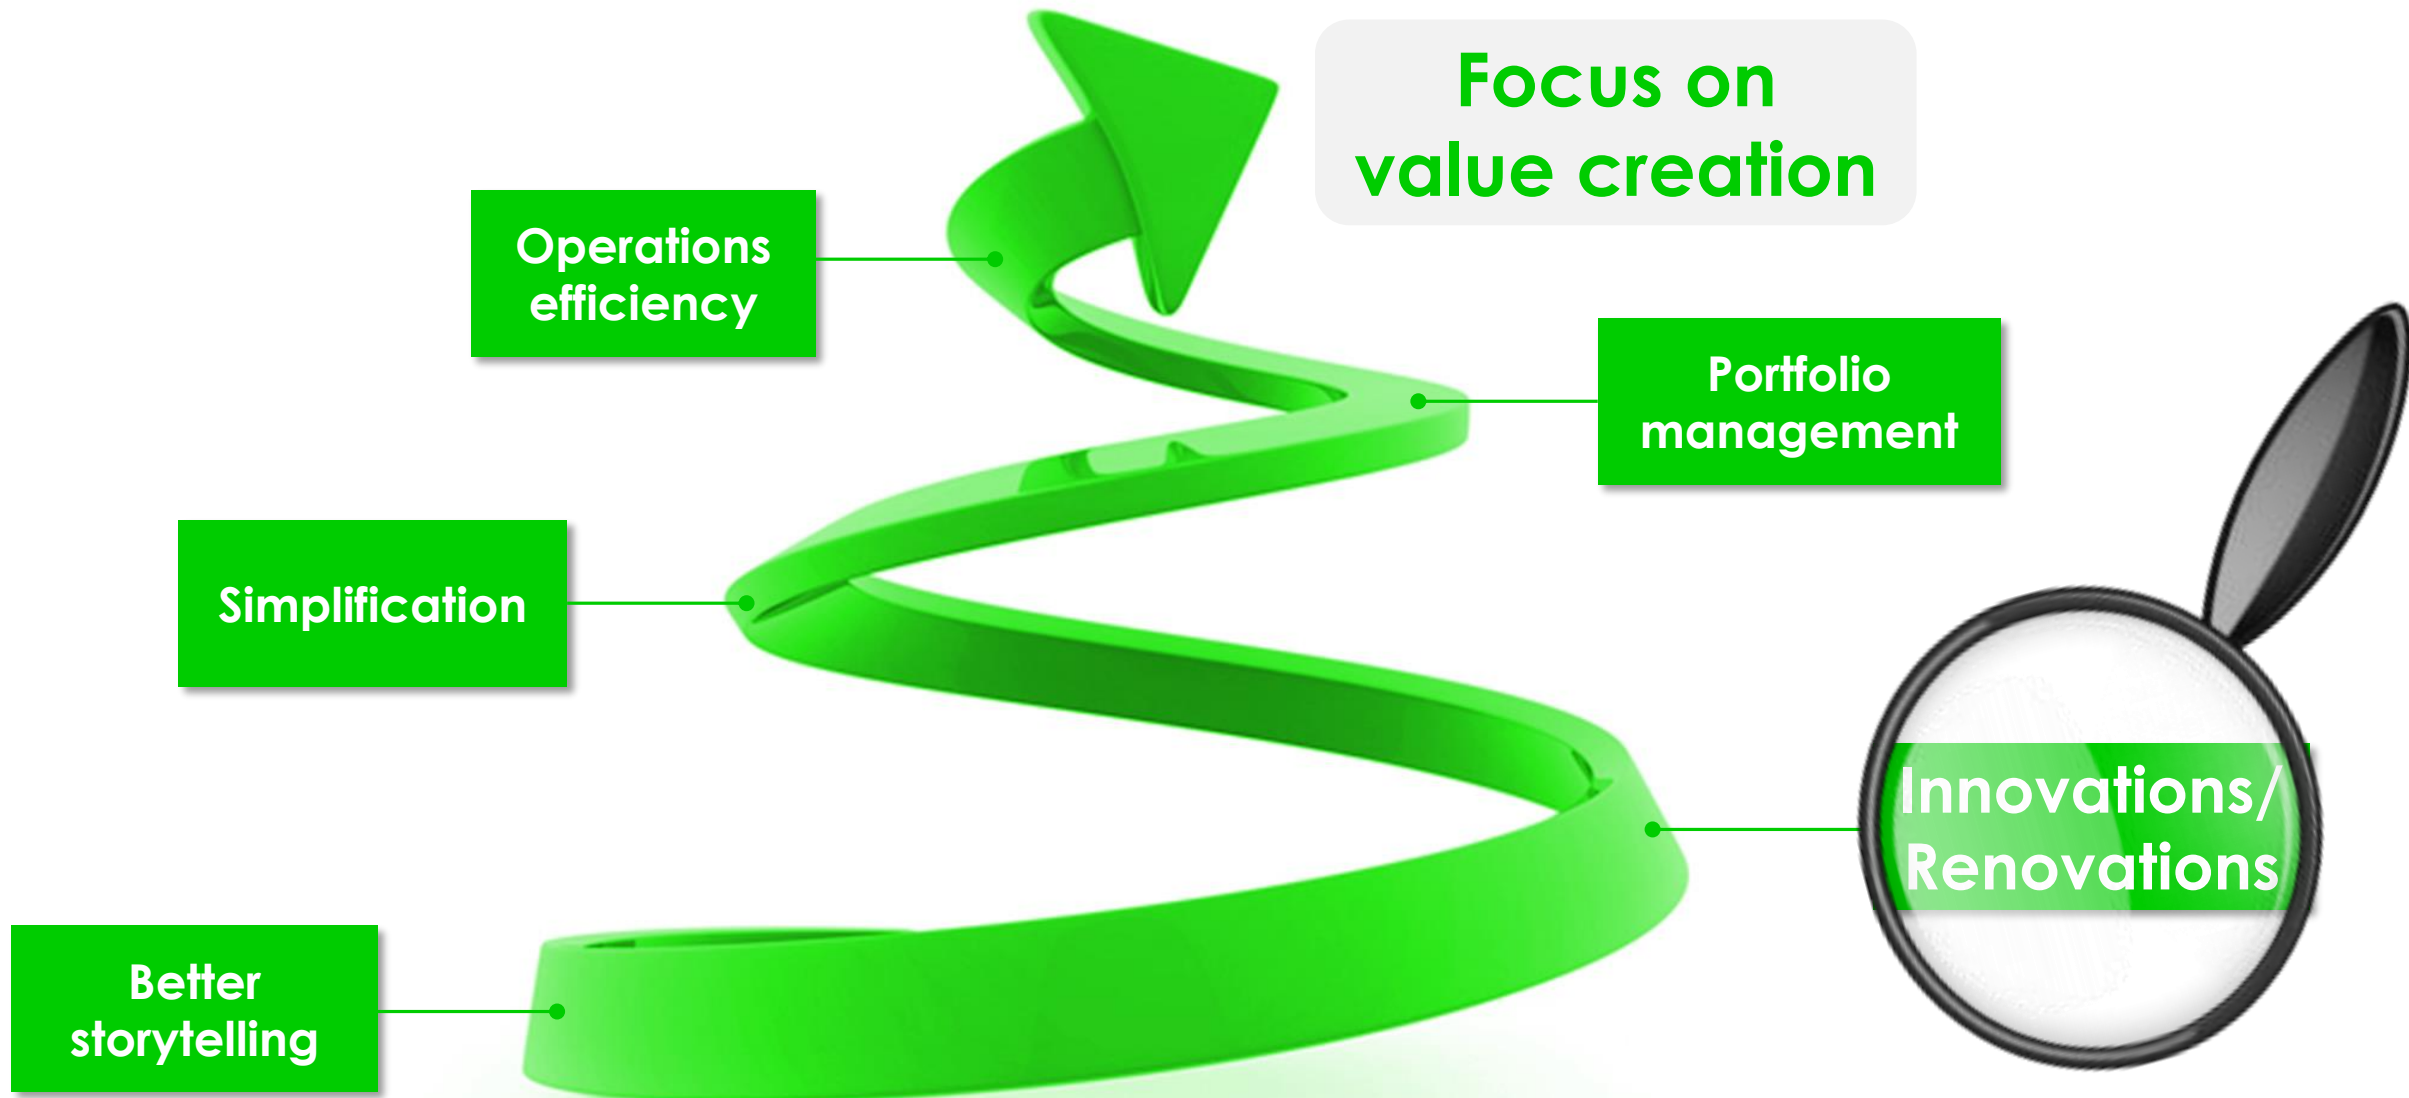 Focus on
value creation
Operations
efficiency
Portfolio
management
Simplification
Innovations/
Renovations
Better
storytelling